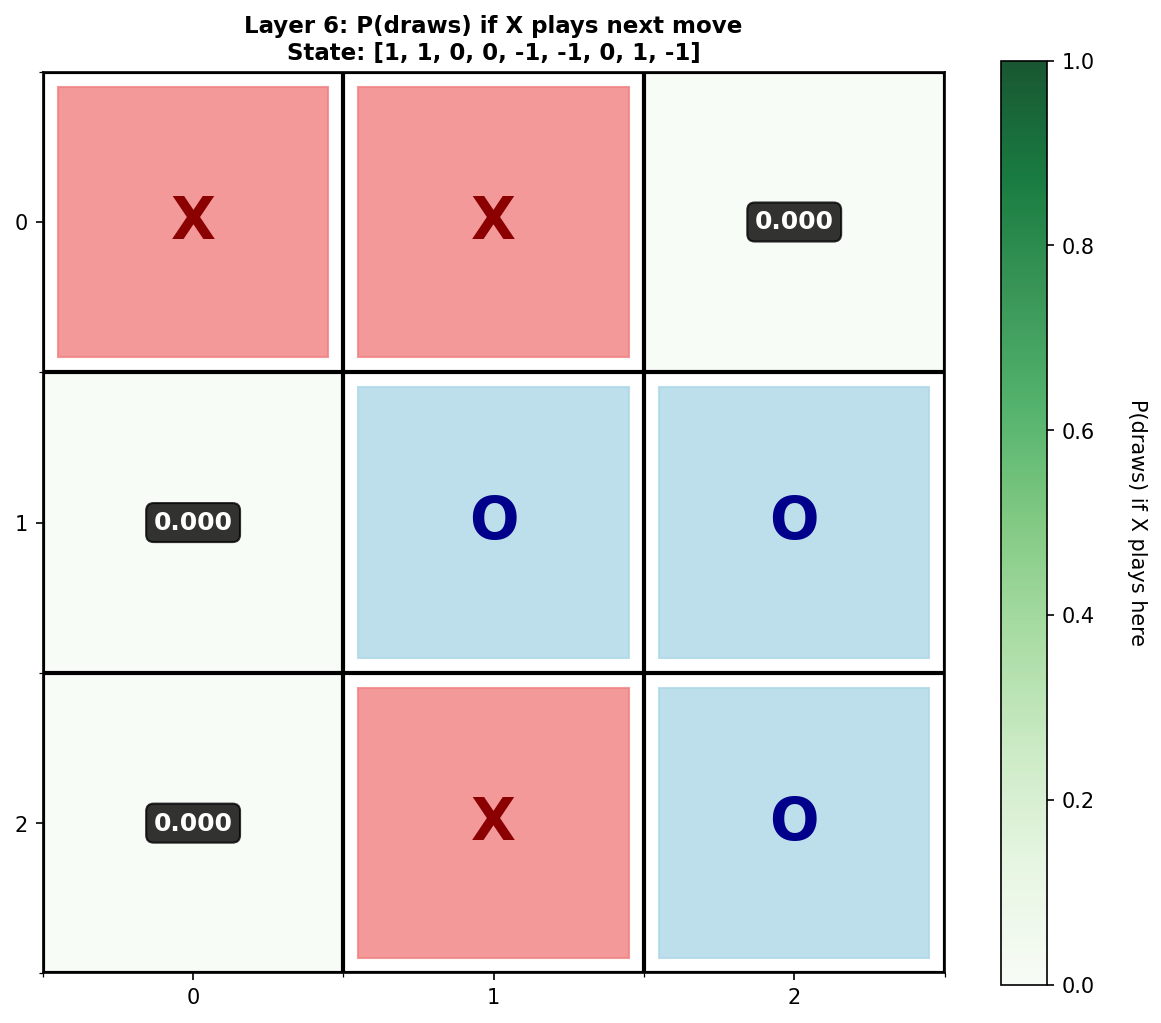 Layer 6: P(draws) if X plays next move
State: [1, 1, 0, 0, -1, -1, 0, 1, -1]
0
X
X
0.000
1
0.000
O
O
2
0.000
X
O
0
1
2
1.0
0.8
0.6
0.4
0.2
0.0
P(draws) if X plays here